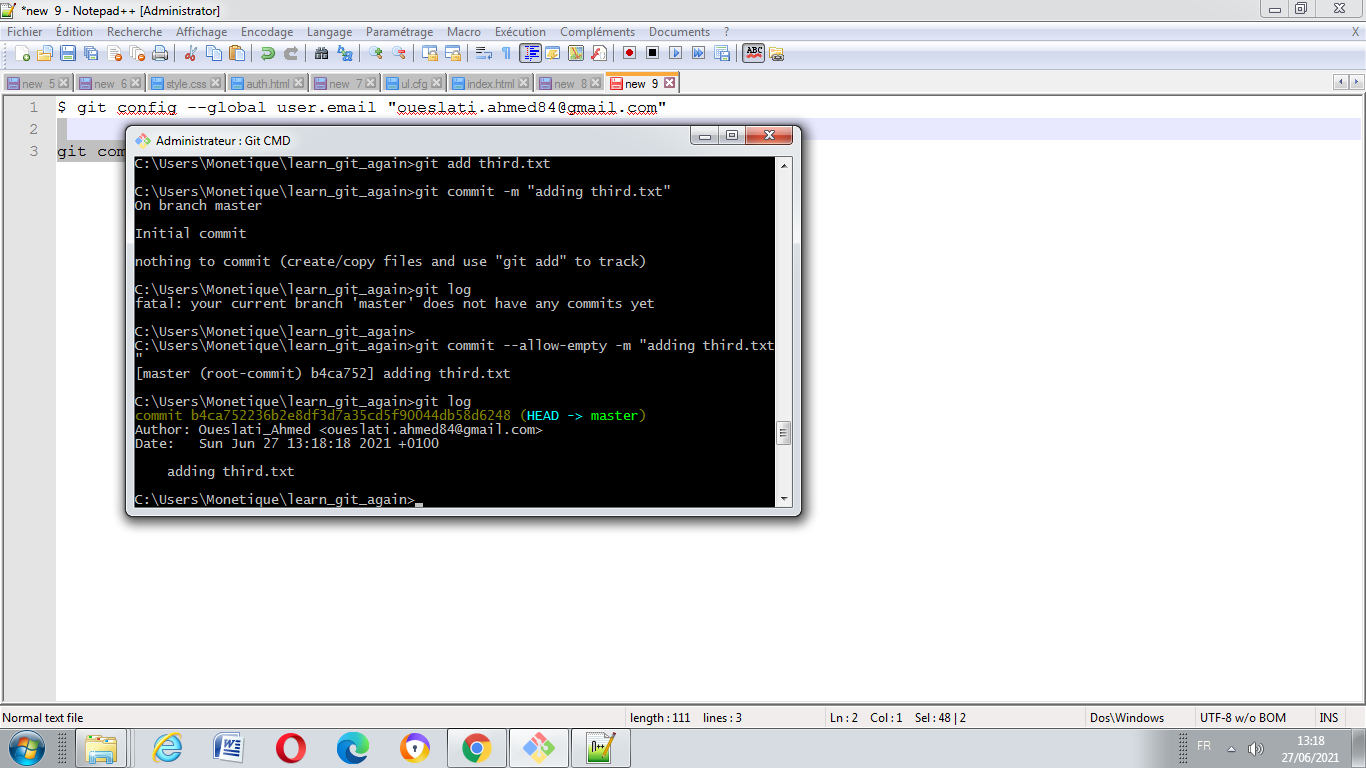 *new 9 - Notepad++ [Administrator]
Fichier Édition Recherche Affichage Encodage Langage Paramétrage Macro Exécution Compléments Documents ? X
ABC
new 5 new 6 style.css auth.html new 7 ul.cfg index.html new 8 new 9
1 $ git config --global user.email "oueslati.ahmed84@gmail.com"
2
3 git com
Administrateur : Git CMD
C:\Users\Monetique\learn_git_again>git add third.txt
C:\Users\Monetique\learn_git_again>git commit -m "adding third.txt"
On branch master
Initial commit
nothing to commit (create/copy files and use "git add" to track)
C:\Users\Monetique\learn_git_again>git log
fatal: your current branch 'master' does not have any commits yet
C:\Users\Monetique\learn_git_again>
C:\Users\Monetique\learn_git_again>git commit --allow-empty -m "adding third.txt
"
[master (root-commit) b4ca752] adding third.txt
C:\Users\Monetique\learn_git_again>git log
commit b4ca752236b2e8df3d7a35cd5f90044db58d6248 (HEAD -> master)
Author: Oueslati_Ahmed <oueslati.ahmed84@gmail.com>
Date:   Sun Jun 27 13:18:18 2021 +0100
adding third.txt
C:\Users\Monetique\learn_git_again>_
Normal text file length : 111 lines : 3 Ln : 2 Col : 1 Sel : 48 | 2 Dos\Windows UTF-8 w/o BOM INS
FR 13:18
27/06/2021